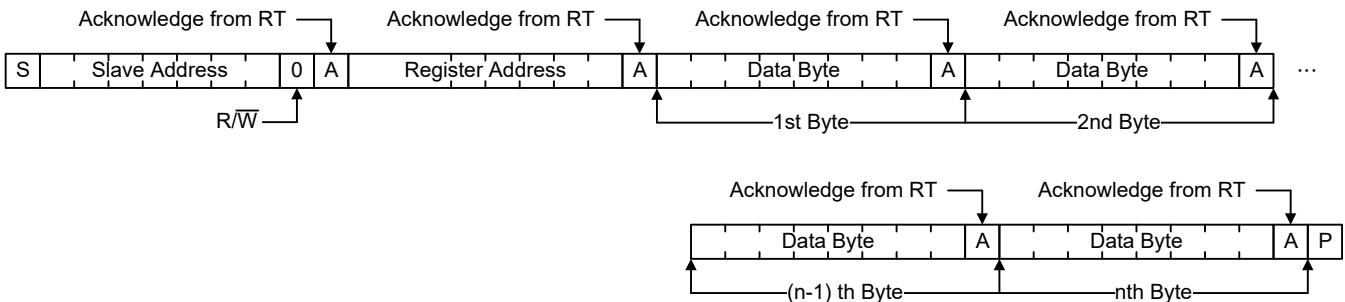 Acknowledge from RT Acknowledge from RT Acknowledge from RT Acknowledge from RT
S Slave Address 0 A Register Address A Data Byte A Data Byte A ...
R/W̅ 1st Byte 2nd Byte
Acknowledge from RT Acknowledge from RT
Data Byte A Data Byte A P
(n-1) th Byte nth Byte